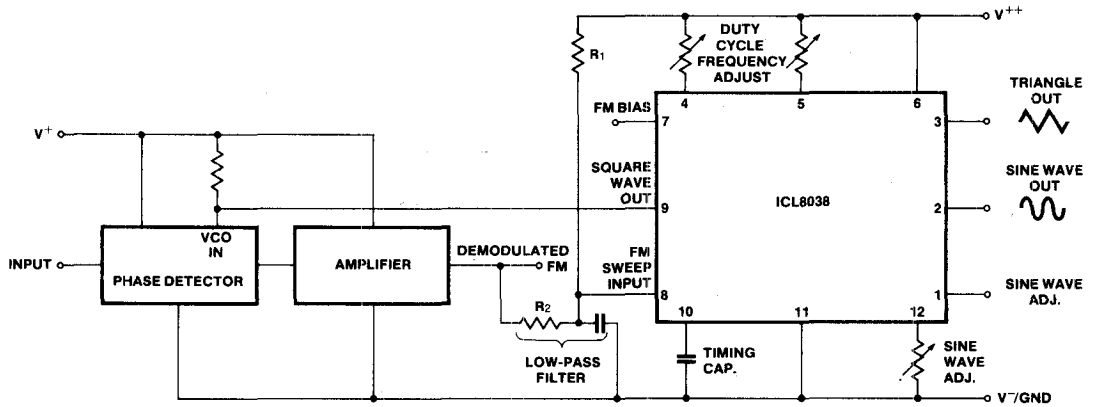 V++
R1
DUTY
CYCLE
FREQUENCY
ADJUST
4
5
6
TRIANGLE
OUT
FM BIAS
7
3
V+
SQUARE
WAVE
OUT
9
ICL8038
SINE WAVE
OUT
2
VCO
IN
INPUT
PHASE DETECTOR
AMPLIFIER
DEMODULATED
FM
FM
SWEEP
INPUT
8
1
SINE WAVE
ADJ.
R2
10
11
12
LOW-PASS
FILTER
TIMING
CAP.
SINE
WAVE
ADJ.
V-/GND